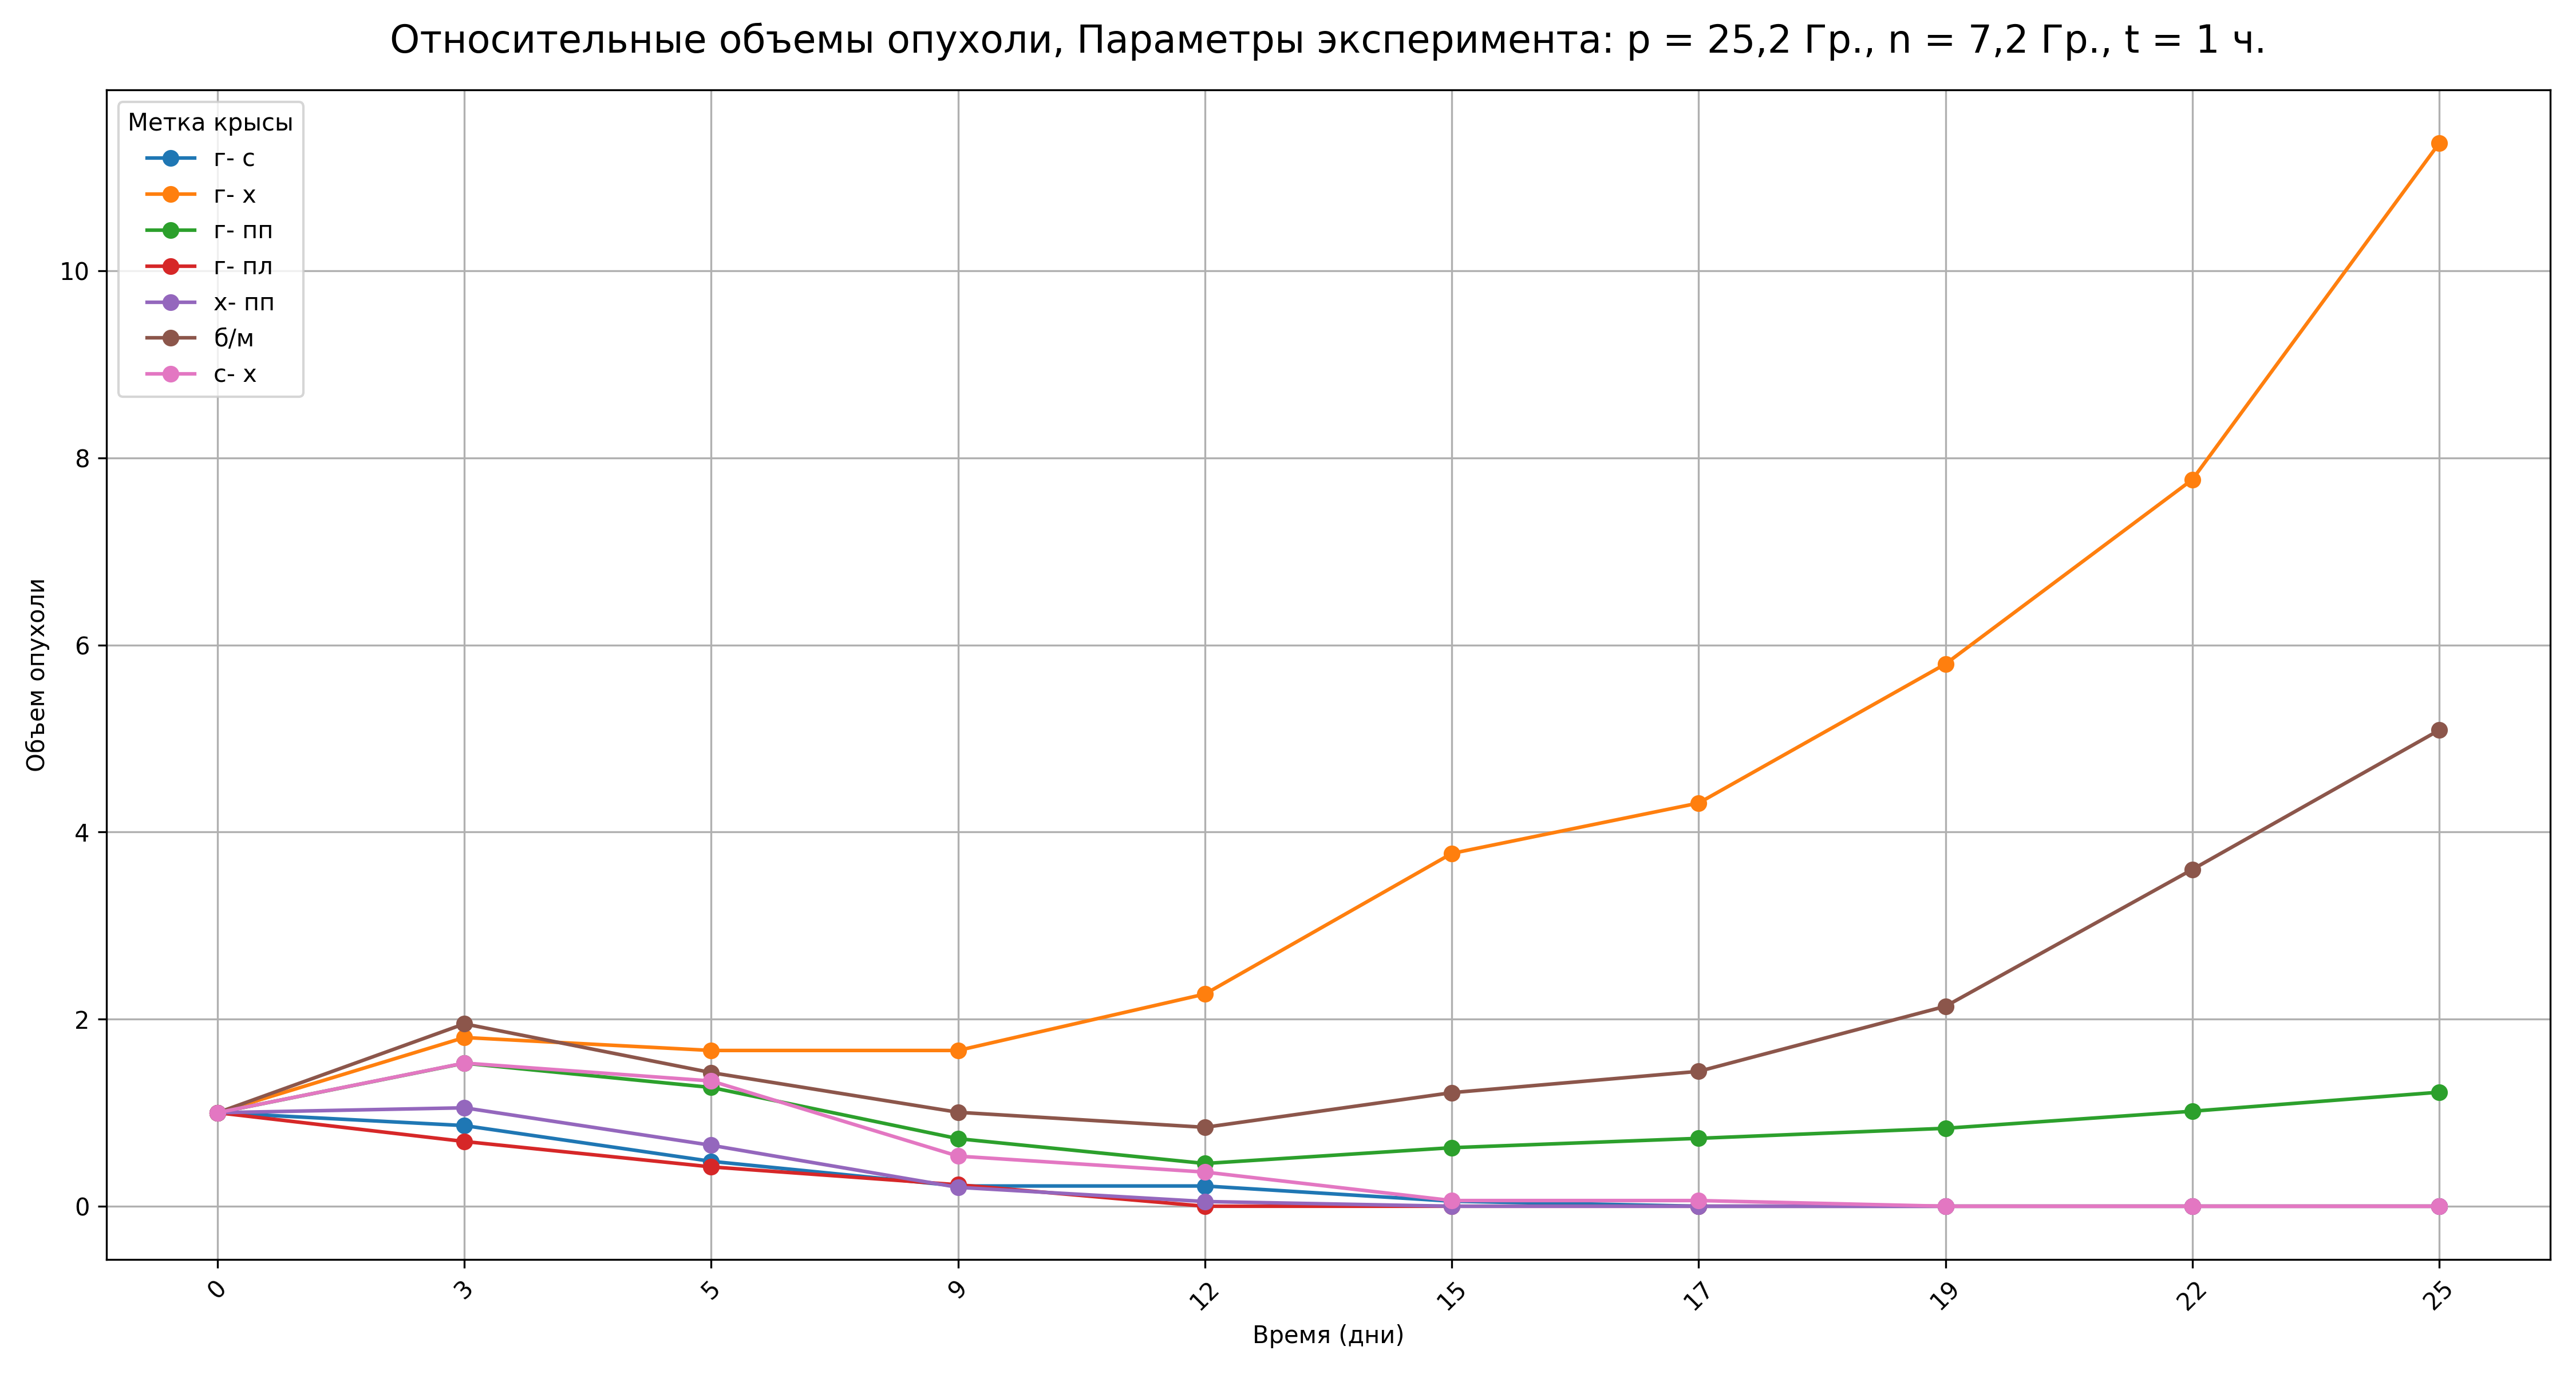 Относительные объемы опухоли, Параметры эксперимента: p = 25,2 Гр., n = 7,2 Гр., t = 1 ч.
Метка крысы
г- с
г- х
г- пп
г- пл
х- пп
б/м
с- х
10
8
6
4
2
0
Объем опухоли
0 3 5 9 12 15 17 19 22 25
Время (дни)